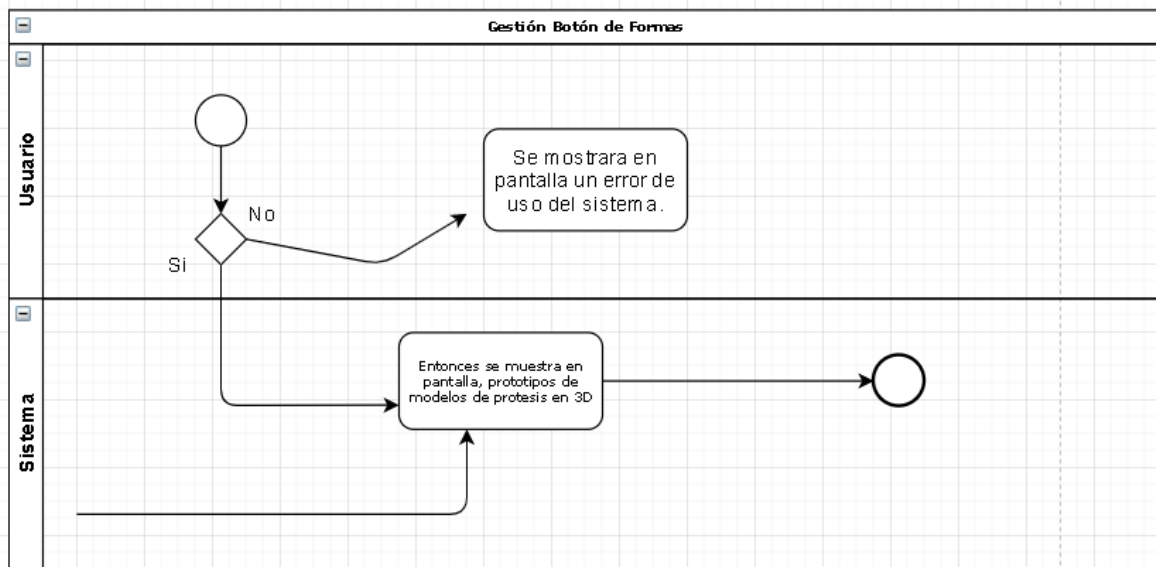 Gestión Botón de Formas
Usuario
Se mostrara en
pantalla un error de
uso del sistema.
No
Si
Sistema
Entonces se muestra en
pantalla, prototipos de
modelos de protesis en 3D